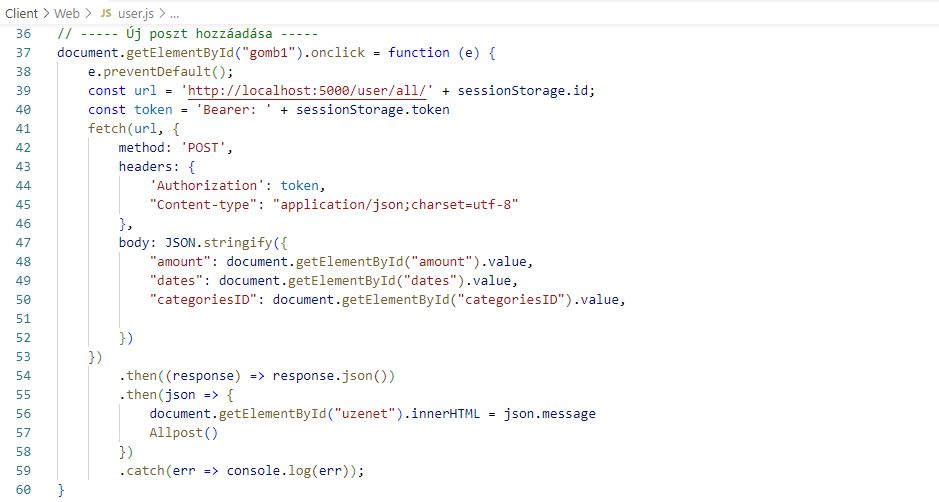 Client > Web > JS user.js > ...
36 // ----- Új poszt hozzáadása -----
37 document.getElementById("gomb1").onclick = function (e) {
38     e.preventDefault();
39     const url = 'http://localhost:5000/user/all/' + sessionStorage.id;
40     const token = 'Bearer: ' + sessionStorage.token
41     fetch(url, {
42         method: 'POST',
43         headers: {
44             'Authorization': token,
45             "Content-type": "application/json;charset=utf-8"
46         },
47         body: JSON.stringify({
48             "amount": document.getElementById("amount").value,
49             "dates": document.getElementById("dates").value,
50             "categoriesID": document.getElementById("categoriesID").value,
51
52         })
53     })
54         .then((response) => response.json())
55         .then(json => {
56             document.getElementById("uzenet").innerHTML = json.message
57             Allpost()
58         })
59         .catch(err => console.log(err));
60 }